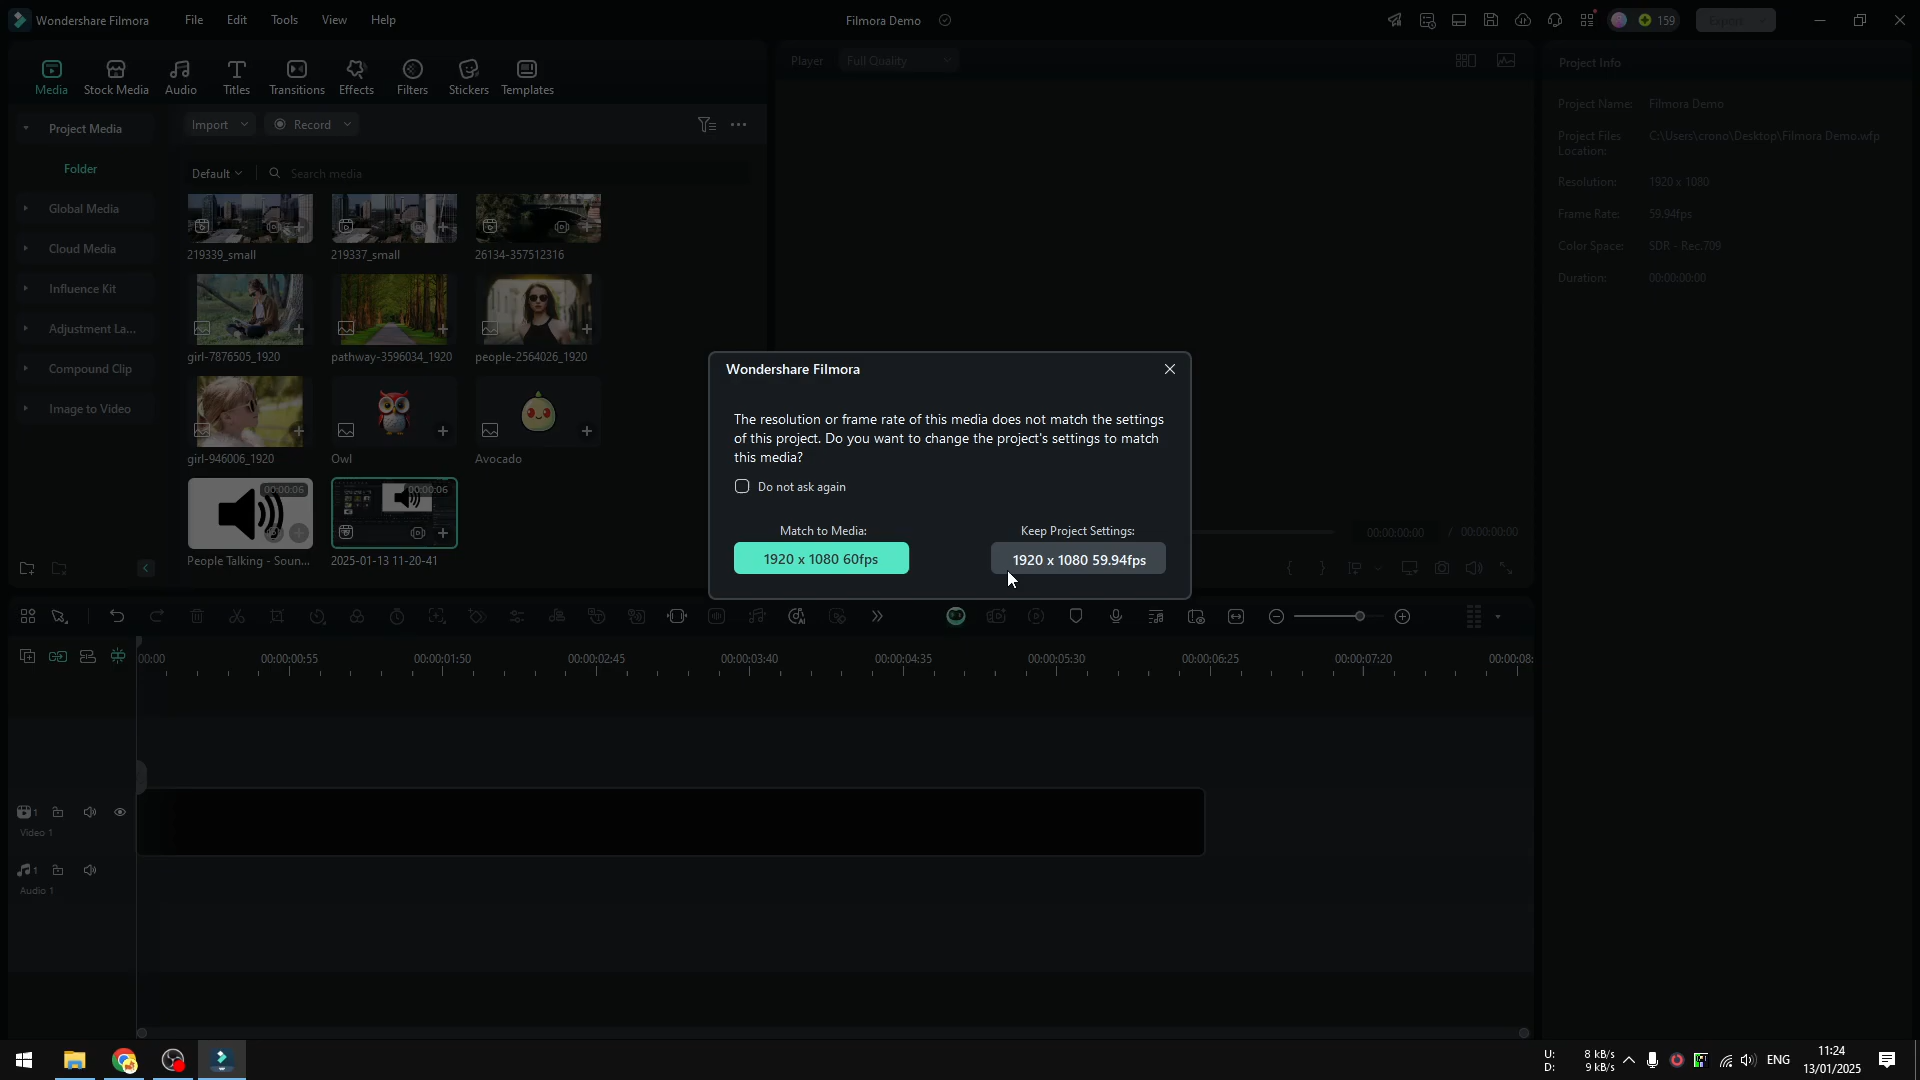 Wondershare Filmora
File
Edit
Tools
View
Help
Filmora Demo
159
Export
Media
Stock Media
Audio
Titles
Transitions
Effects
Filters
Stickers
Templates
Player
Full Quality
Project Info
Project Media
Import
Record
Project Name:
Filmora Demo
Project Files
Location:
C:\Users\crono\Desktop\Filmora Demo.wfp
Folder
Default
Search media
Resolution:
1920 x 1080
Global Media
Frame Rate:
59.94fps
Cloud Media
219339_small
219337_small
26134-357512316
Color Space:
SDR - Rec.709
Duration:
00:00:00:00
Influence Kit
Adjustment La...
girl-7876505_1920
pathway-3596034_1920
people-2564026_1920
Compound Clip
Image to Video
girl-946006_1920
Owl
Avocado
00:00:06
00:00:06
People Talking - Soun...
2025-01-13 11-20-41
Wondershare Filmora
The resolution or frame rate of this media does not match the settings
of this project. Do you want to change the project's settings to match
this media?
Do not ask again
Match to Media:
Keep Project Settings:
1920 x 1080 60fps
1920 x 1080 59.94fps
00:00:00:00
/
00:00:00:00
:00:00
00:00:00:55
00:00:01:50
00:00:02:45
00:00:03:40
00:00:04:35
00:00:05:30
00:00:06:25
00:00:07:20
00:00:08:
1
Video 1
1
Audio 1
U:
8 kB/s
D:
9 kB/s
ENG
11:24
13/01/2025